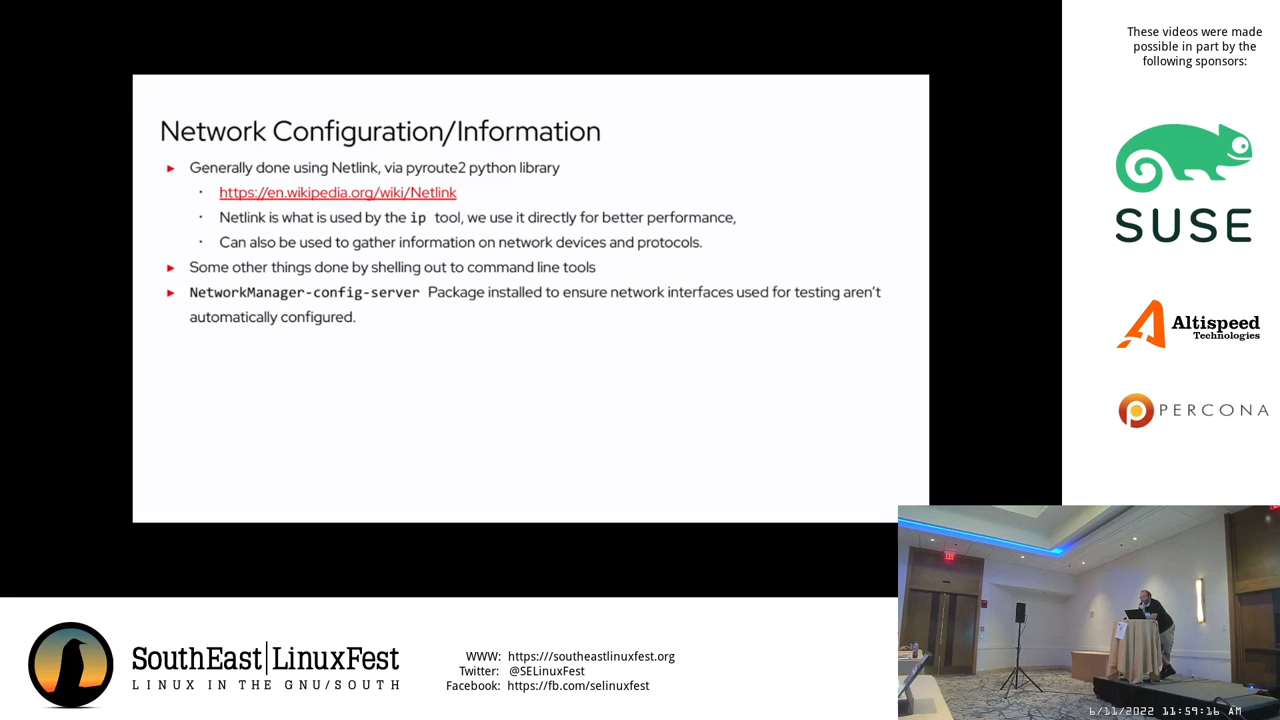 These videos were made
possible in part by the
following sponsors:
Network Configuration/Information
► Generally done using Netlink, via pyroute2 python library
· https://en.wikipedia.org/wiki/Netlink
· Netlink is what is used by the ip tool, we use it directly for better performance,
· Can also be used to gather information on network devices and protocols.
► Some other things done by shelling out to command line tools
► NetworkManager-config-server Package installed to ensure network interfaces used for testing aren't
automatically configured.
SUSE
Altispeed
Technologies
PERCONA
SouthEast|LinuxFest
LINUX IN THE GNU/SOUTH
WWW: https:///southeastlinuxfest.org
Twitter: @SELinuxFest
Facebook: https://fb.com/selinuxfest
6/11/2022 11:59:16 AM